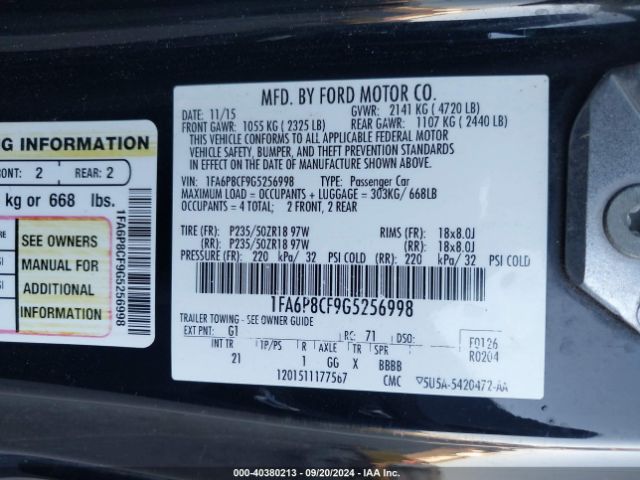 MFD. BY FORD MOTOR CO.
DATE: 11/15 GVWR: 2141 KG ( 4720 LB)
FRONT GAWR: 1055 KG ( 2325 LB) REAR GAWR: 1107 KG ( 2440 LB)
THIS VEHICLE CONFORMS TO ALL APPLICABLE FEDERAL MOTOR
VEHICLE SAFETY, BUMPER, AND THEFT PREVENTION STANDARDS
IN EFFECT ON THE DATE OF MANUFACTURE SHOWN ABOVE.
VIN: 1FA6P8CF9G5256998 TYPE: Passenger Car
MAXIMUM LOAD = OCCUPANTS + LUGGAGE = 303KG/ 668LB
OCCUPANTS = 4 TOTAL; 2 FRONT, 2 REAR
TIRE (FR): P235/50ZR18 97W RIMS (FR): 18x8.0J
(RR): P235/50ZR18 97W (RR): 18x8.0J
PRESSURE (FR): 220 kPa/ 32 PSI COLD (RR): 220 kPa/ 32 PSI COLD
1FA6P8CF9G5256998
TRAILER TOWING - SEE OWNER GUIDE
EXT PNT: G1 RC: 71 DSO:
F0126
R0204
INT TR TP/PS R AXLE TR SPR
21 1 GG X BBBB
1201511177567 CMC 5U5A-5420472-AA
G INFORMATION
FRONT: 2 REAR: 2
kg or 668 lbs.
SEE OWNERS
MANUAL FOR
ADDITIONAL
INFORMATION
1FA6P8CF9G5256998
000-40380213 - 09/20/2024 - IAA Inc.